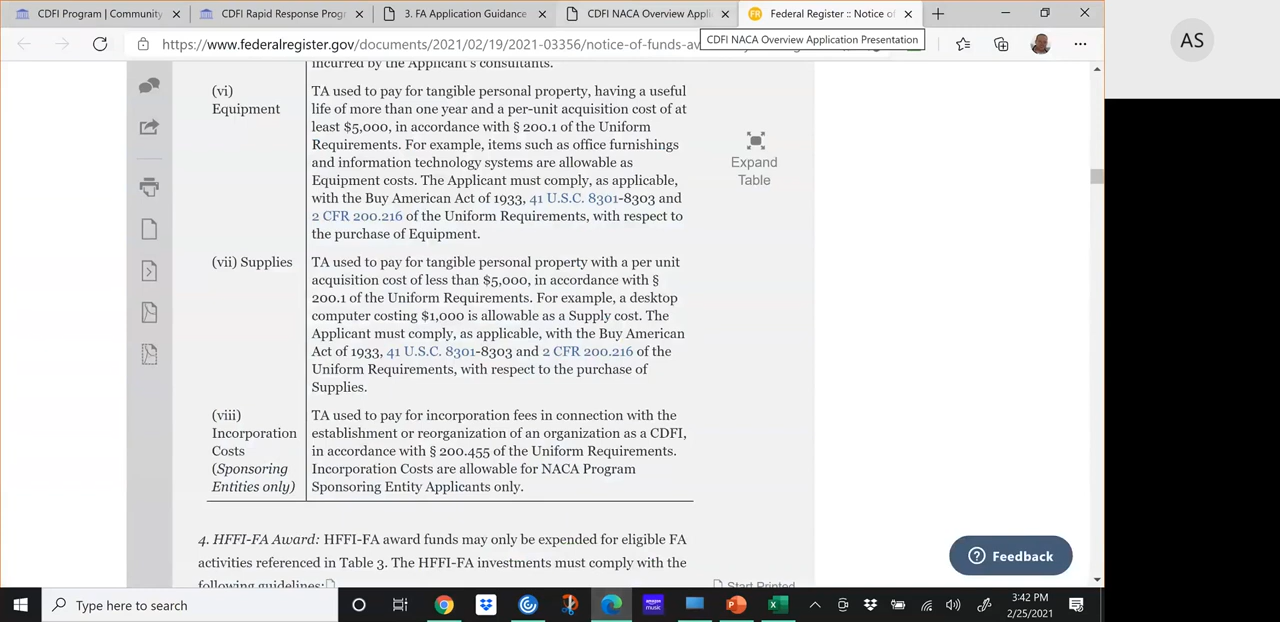 CDFI Program | Community
CDFI Rapid Response Prog
3. FA Application Guidance
CDFI NACA Overview Appli
Federal Register :: Notice of
https://www.federalregister.gov/documents/2021/02/19/2021-03356/notice-of-funds-av
CDFI NACA Overview Application Presentation
AS
incurred by the Applicant's consultants.
(vi)
Equipment
TA used to pay for tangible personal property, having a useful
life of more than one year and a per-unit acquisition cost of at
least $5,000, in accordance with § 200.1 of the Uniform
Requirements. For example, items such as office furnishings
and information technology systems are allowable as
Equipment costs. The Applicant must comply, as applicable,
with the Buy American Act of 1933, 41 U.S.C. 8301-8303 and
2 CFR 200.216 of the Uniform Requirements, with respect to
the purchase of Equipment.
Expand
Table
(vii) Supplies
TA used to pay for tangible personal property with a per unit
acquisition cost of less than $5,000, in accordance with §
200.1 of the Uniform Requirements. For example, a desktop
computer costing $1,000 is allowable as a Supply cost. The
Applicant must comply, as applicable, with the Buy American
Act of 1933, 41 U.S.C. 8301-8303 and 2 CFR 200.216 of the
Uniform Requirements, with respect to the purchase of
Supplies.
(viii)
Incorporation
Costs
(Sponsoring
Entities only)
TA used to pay for incorporation fees in connection with the
establishment or reorganization of an organization as a CDFI,
in accordance with § 200.455 of the Uniform Requirements.
Incorporation Costs are allowable for NACA Program
Sponsoring Entity Applicants only.
4. HFFI-FA Award: HFFI-FA award funds may only be expended for eligible FA
activities referenced in Table 3. The HFFI-FA investments must comply with the
following guidelines:
Start Printed
Feedback
Type here to search
amazon
music
3:42 PM
2/25/2021